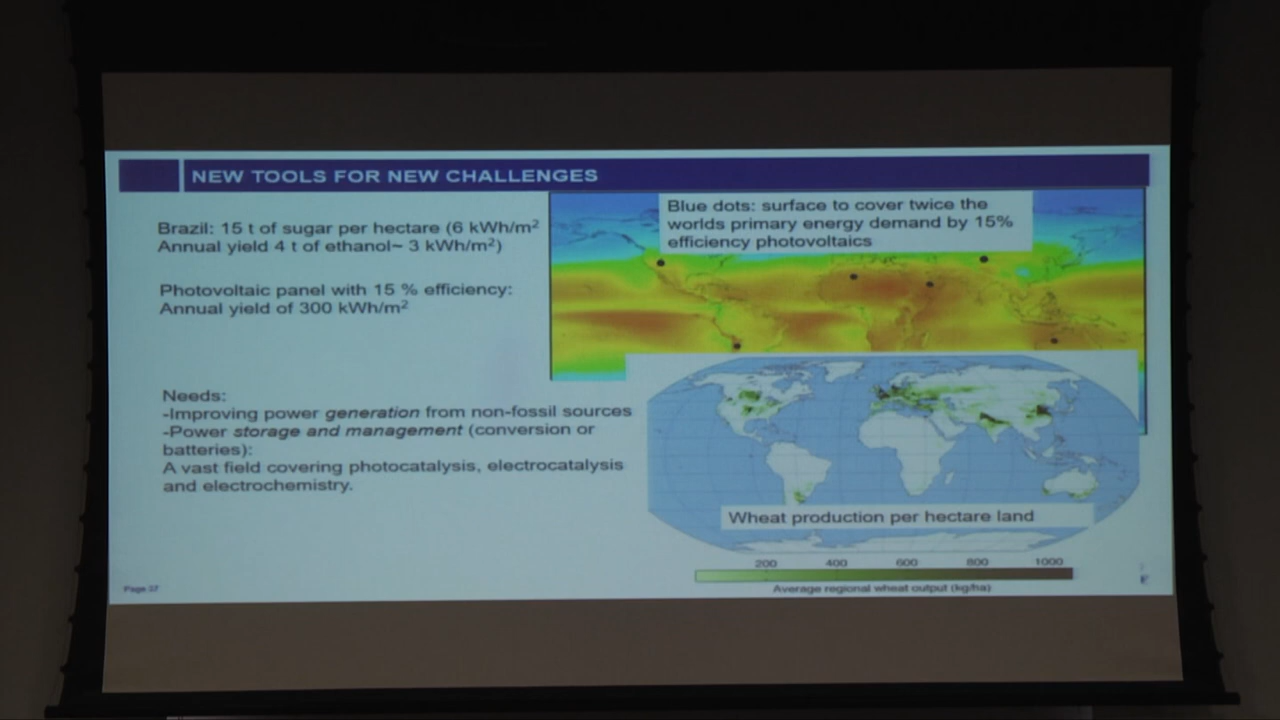 NEW TOOLS FOR NEW CHALLENGES
Brazil: 15 t of sugar per hectare (6 kWh/m²
Annual yield 4 t of ethanol~ 3 kWh/m²)
Photovoltaic panel with 15 % efficiency:
Annual yield of 300 kWh/m²
Needs:
-Improving power generation from non-fossil sources
-Power storage and management (conversion or
batteries):
A vast field covering photocatalysis, electrocatalysis
and electrochemistry.
Blue dots: surface to cover twice the
worlds primary energy demand by 15%
efficiency photovoltaics
Wheat production per hectare land
200 400 600 800 1000
Average regional wheat output (kg/ha)
Page 37